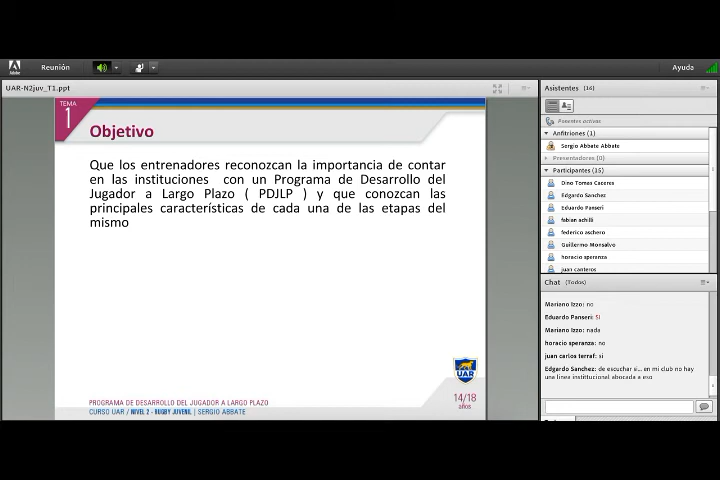 Adobe
Reunión
Ayuda
UAR-N2juv_T1.ppt
TEMA
1
Objetivo
Que los entrenadores reconozcan la importancia de contar
en las instituciones con un Programa de Desarrollo del
Jugador a Largo Plazo ( PDJLP ) y que conozcan las
principales características de cada una de las etapas del
mismo
UAR
14/18
años
PROGRAMA DE DESARROLLO DEL JUGADOR A LARGO PLAZO
CURSO UAR / NIVEL 2 - RUGBY JUVENIL | SERGIO ABBATE
Asistentes (16)
Ponentes activos
Anfitriones (1)
Sergio Abbate Abbate
Presentadores (0)
Participantes (15)
Dino Tomas Caceres
Edgardo Sanchez
Eduardo Panseri
fabian achilli
federico aschero
Guillermo Monsalvo
horacio speranza
juan canteros
Chat (Todos)
Mariano Izzo: no
Eduardo Panseri: SI
Mariano Izzo: nada
horacio speranza: no
juan carlos terraf: si
Edgardo Sanchez: de escuchar si... en mi club no hay
una linea institucional abocada a eso